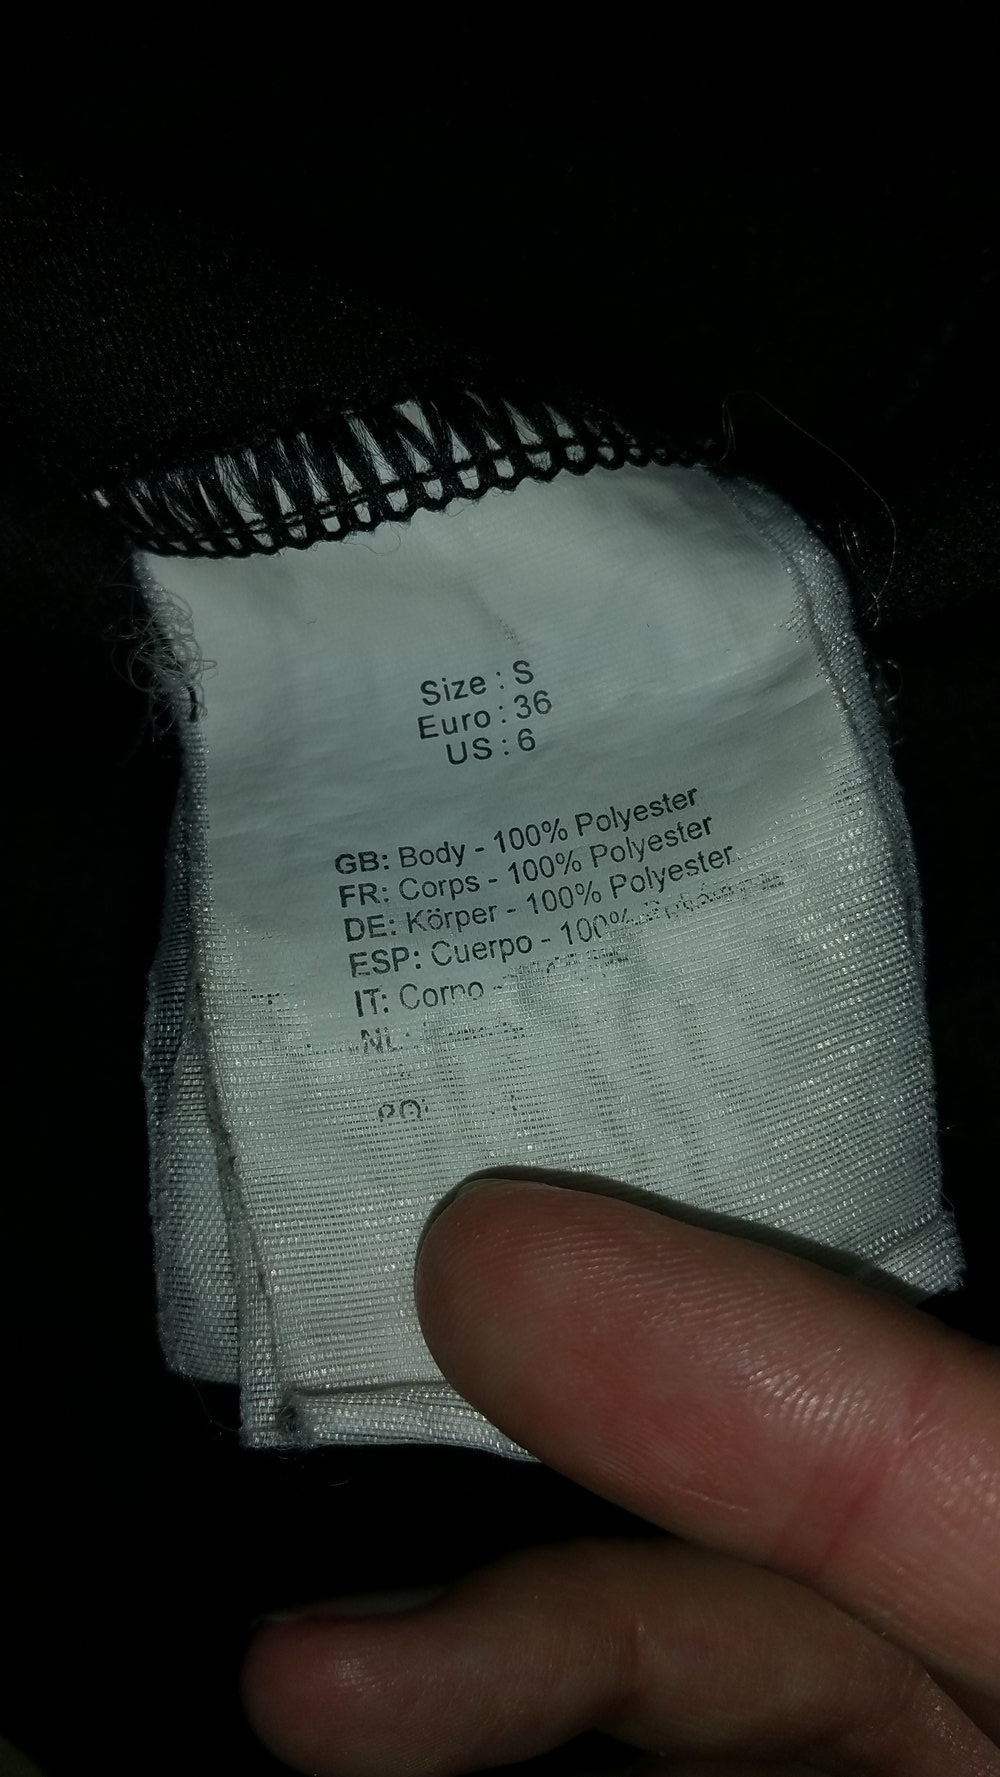 Size : S
Euro : 36
US : 6
GB: Body - 100% Polyester
FR: Corps - 100% Polyester
DE: Körper - 100% Polyester
ESP: Cuerpo - 100%
IT: Corpo -
NL: